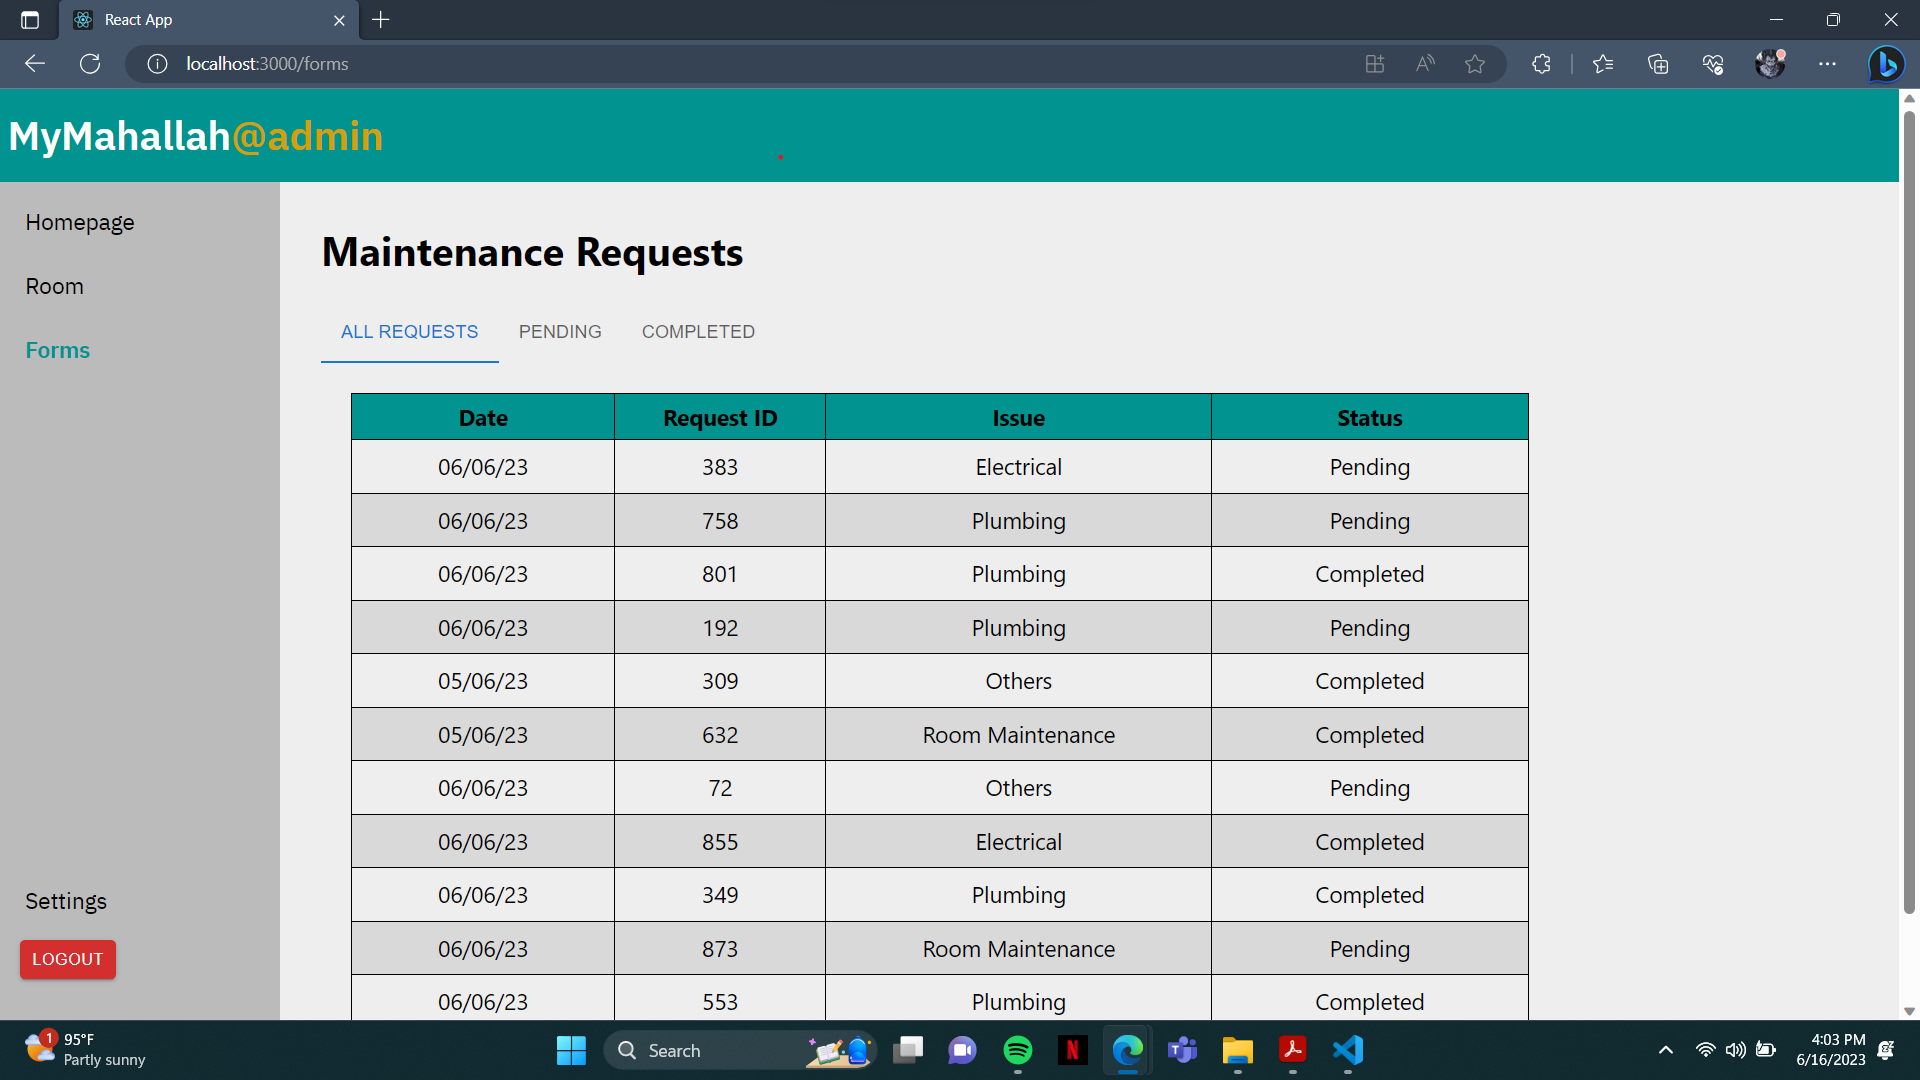 React App
localhost:3000/forms
MyMahallah@admin
Homepage
Room
Forms
Settings
LOGOUT
Maintenance Requests
ALL REQUESTS PENDING COMPLETED
Date Request ID Issue Status
06/06/23 383 Electrical Pending
06/06/23 758 Plumbing Pending
06/06/23 801 Plumbing Completed
06/06/23 192 Plumbing Pending
05/06/23 309 Others Completed
05/06/23 632 Room Maintenance Completed
06/06/23 72 Others Pending
06/06/23 855 Electrical Completed
06/06/23 349 Plumbing Completed
06/06/23 873 Room Maintenance Pending
06/06/23 553 Plumbing Completed
1
95°F
Partly sunny
Search
4:03 PM
6/16/2023